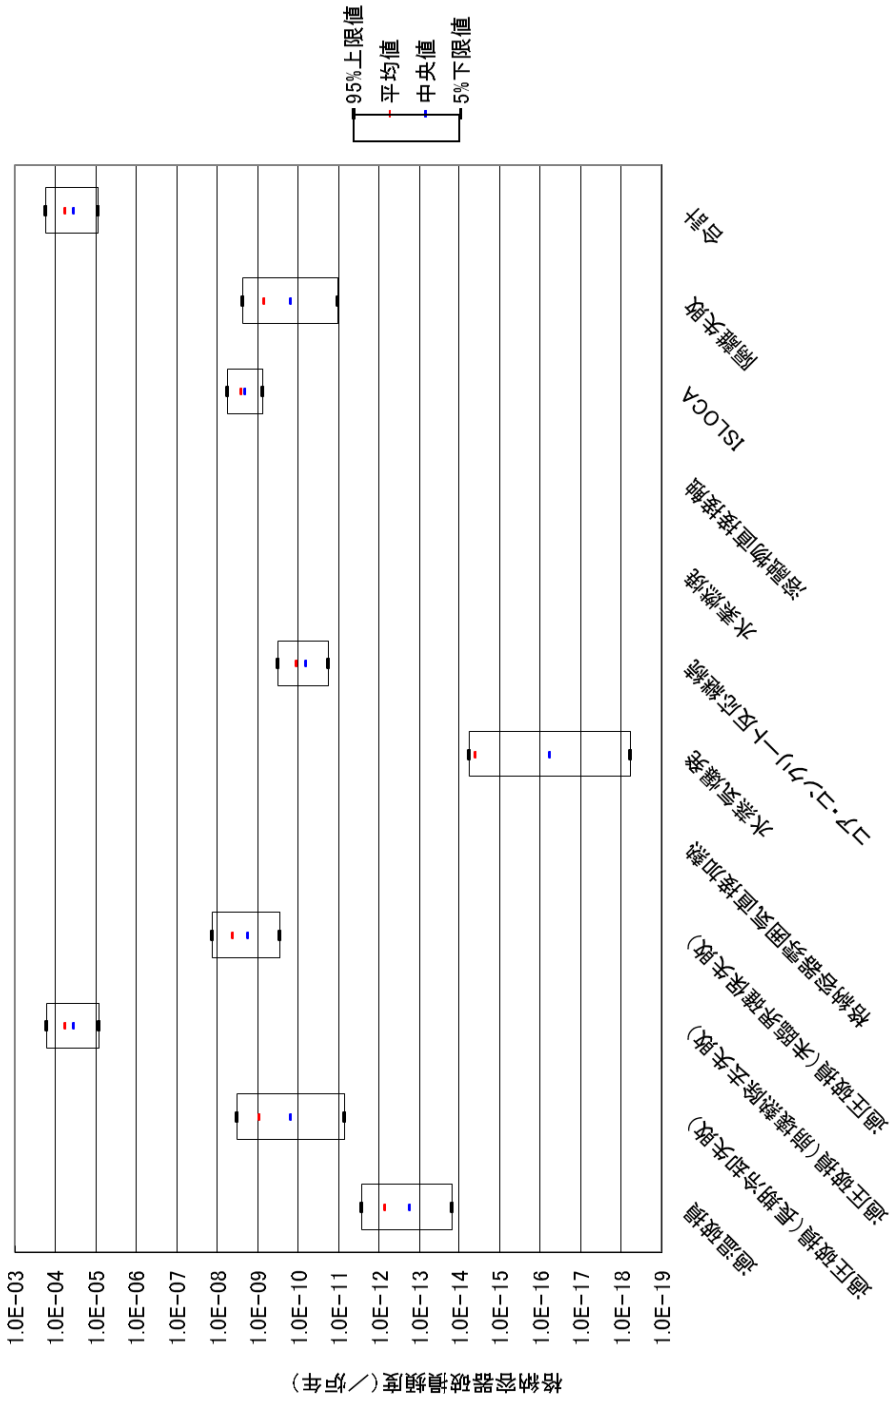 格納容器破損頻度(／炉年)
1.0E-03
1.0E-04
1.0E-05
1.0E-06
1.0E-07
1.0E-08
1.0E-09
1.0E-10
1.0E-11
1.0E-12
1.0E-13
1.0E-14
1.0E-15
1.0E-16
1.0E-17
1.0E-18
1.0E-19
過温破損
過圧破損(長期冷却失敗)
過圧破損(崩壊熱除去失敗)
過圧破損(未臨界確保失敗)
格納容器雰囲気直接加熱
水蒸気爆発
コア・コンクリート反応継続
水素燃焼
溶融物直接接触
ISLOCA
隔離失敗
合計
95%上限値
平均値
中央値
5%下限値